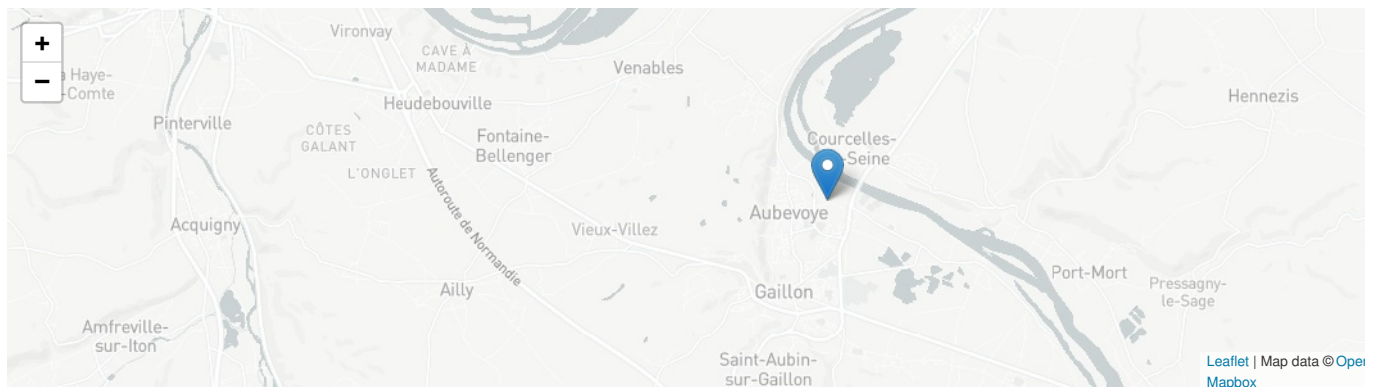 +
−
Haye-
-Comte
Vironvay
CAVE À
MADAME
Venables
Heudebouville
Hennezis
Pinterville
CÔTES
GALANT
Fontaine-
Bellenger
Courcelles-
-Seine
L'ONGLET
Autoroute de Normandie
Aubevoye
Acquigny
Vieux-Villez
Port-Mort
Ailly
Gaillon
Pressagny-
le-Sage
Amfreville-
sur-Iton
Saint-Aubin-
sur-Gaillon
Leaflet | Map data © Open
Mapbox